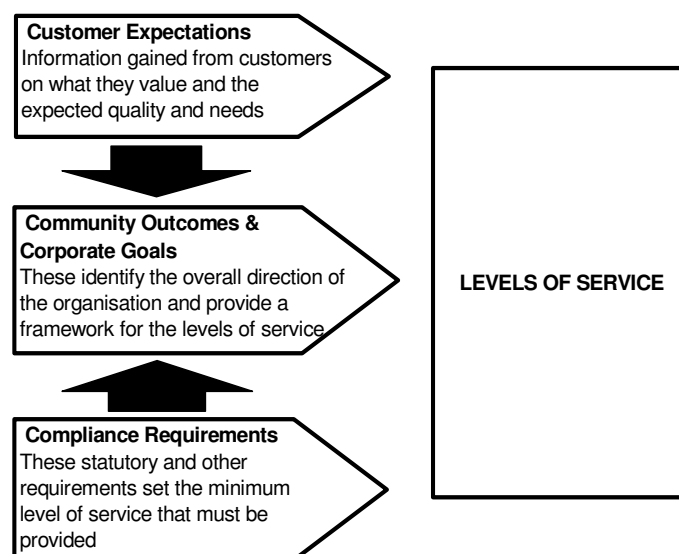 Customer Expectations
Information gained from customers
on what they value and the
expected quality and needs
Community Outcomes &
Corporate Goals
These identify the overall direction of
the organisation and provide a
framework for the levels of service
LEVELS OF SERVICE
Compliance Requirements
These statutory and other
requirements set the minimum
level of service that must be
provided